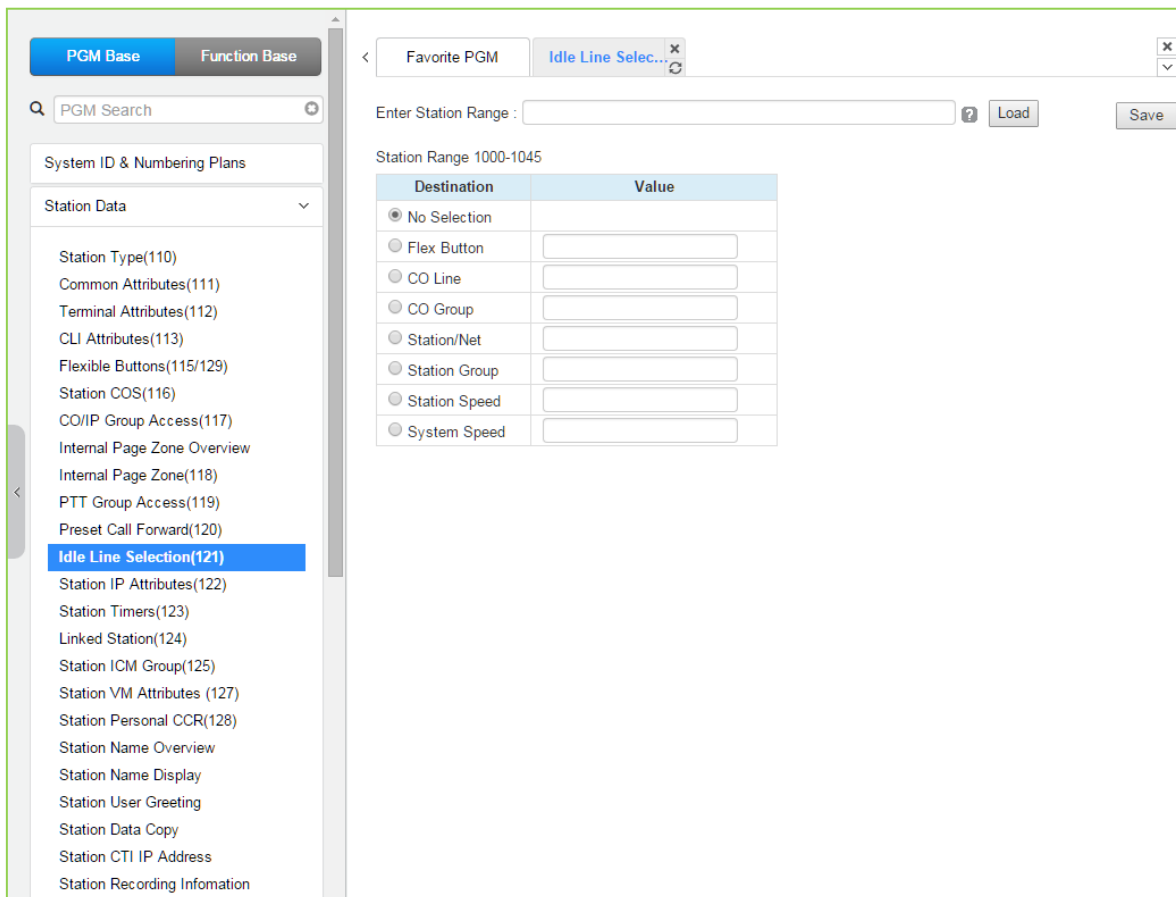 PGM Base
Function Base
PGM Search
System ID & Numbering Plans
Station Data
Station Type(110)
Common Attributes(111)
Terminal Attributes(112)
CLI Attributes(113)
Flexible Buttons(115/129)
Station COS(116)
CO/IP Group Access(117)
Internal Page Zone Overview
Internal Page Zone(118)
PTT Group Access(119)
Preset Call Forward(120)
Idle Line Selection(121)
Station IP Attributes(122)
Station Timers(123)
Linked Station(124)
Station ICM Group(125)
Station VM Attributes (127)
Station Personal CCR(128)
Station Name Overview
Station Name Display
Station User Greeting
Station Data Copy
Station CTI IP Address
Station Recording Infomation
Favorite PGM
Idle Line Selec...
Enter Station Range :
?
Load
Save
Station Range 1000-1045
Destination Value
No Selection
Flex Button
CO Line
CO Group
Station/Net
Station Group
Station Speed
System Speed